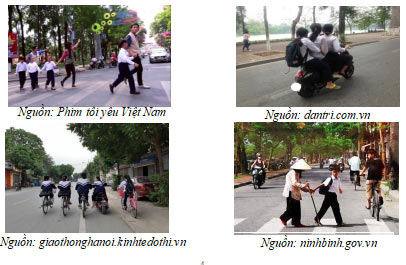 Nguồn: Phim tôi yêu Việt Nam
Nguồn: dantri.com.vn
Nguồn: giaothonghanoi.kinhtedothi.vn
Nguồn: ninhbinh.gov.vn